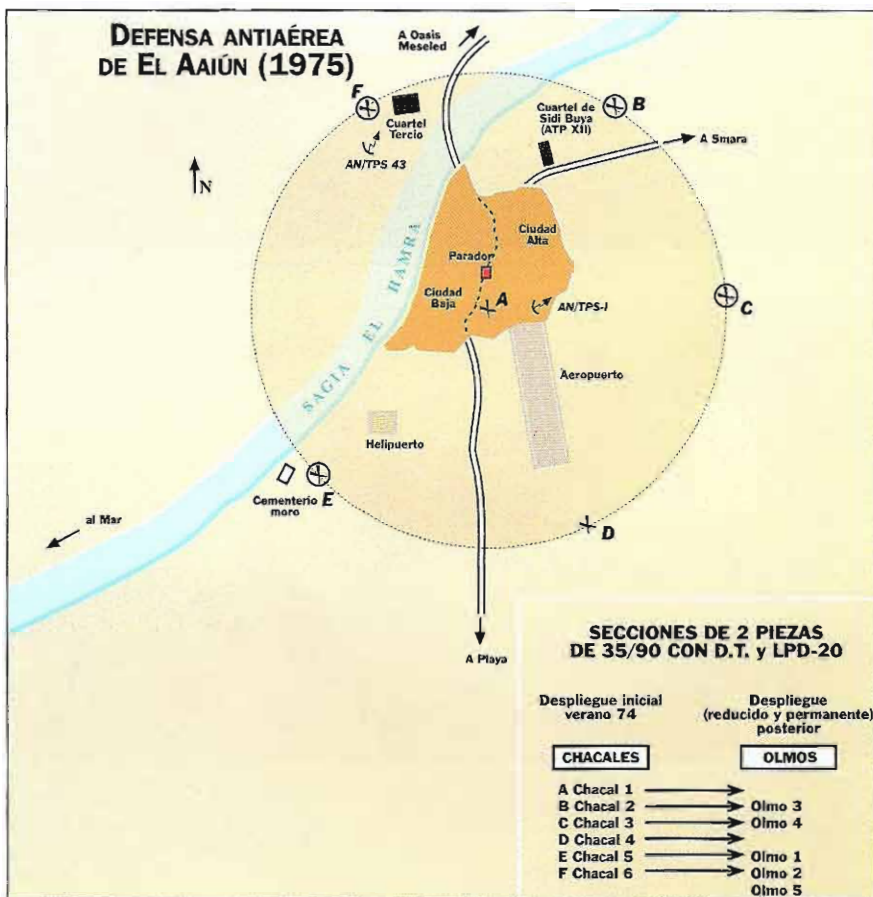 DEFENSA ANTIAÉREA
DE EL AAIÚN (1975)
A Oasis
Meseled
F
Cuartel
Tercio
AN/TPS 43
N
Cuartel de
Sidi Buya
(ATP XII)
B
A Smara
Ciudad
Alta
Parador
Ciudad
Baja
A
AN/TPS-I
C
SAGIA EL HAMRA
Aeropuerto
Helipuerto
Cementerio
moro
E
al Mar
D
A Playa
SECCIONES DE 2 PIEZAS
DE 35/90 CON D.T. y LPD-20
Despliegue inicial
verano 74
Despliegue
(reducido y permanente)
posterior
CHACALES
OLMOS
A Chacal 1
B Chacal 2 Olmo 3
C Chacal 3 Olmo 4
D Chacal 4
E Chacal 5 Olmo 1
F Chacal 6 Olmo 2
Olmo 5